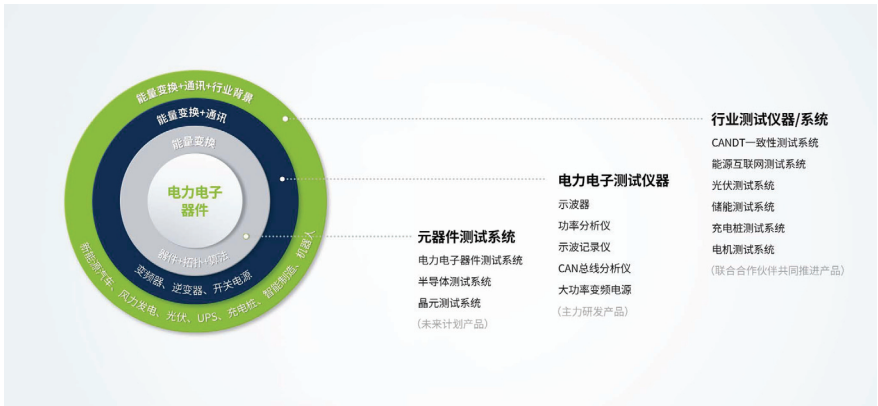 能量变换+通讯+行业背景
能量变换+通讯
能量变换
电力电子
器件
器件+拓扑+算法
变频器、逆变器、开关电源
新能源汽车、风力发电、光伏、UPS、充电桩、智能制造、机器人
行业测试仪器/系统
CANDT一致性测试系统
能源互联网测试系统
光伏测试系统
储能测试系统
充电桩测试系统
电机测试系统
(联合合作伙伴共同推进产品)
电力电子测试仪器
示波器
功率分析仪
示波记录仪
CAN总线分析仪
大功率变频电源
(主力研发产品)
元器件测试系统
电力电子器件测试系统
半导体测试系统
晶元测试系统
(未来计划产品)